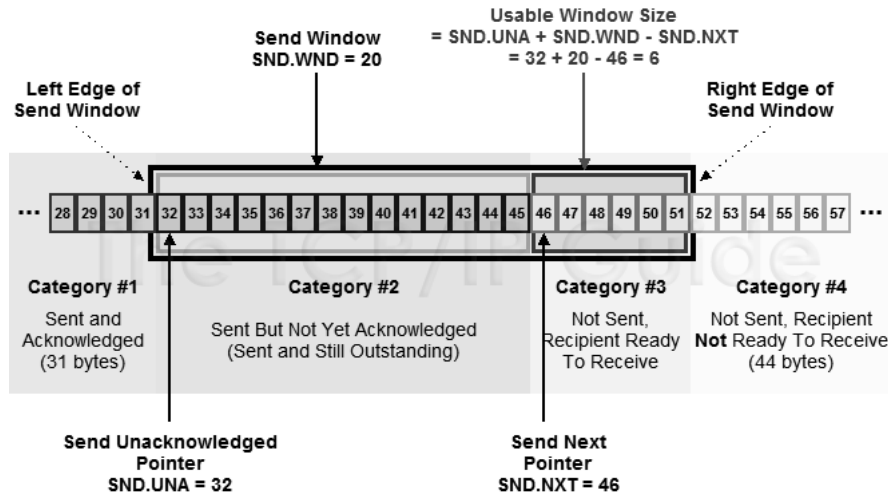 Usable Window Size
= SND.UNA + SND.WND - SND.NXT
= 32 + 20 - 46 = 6
Send Window
SND.WND = 20
Left Edge of
Send Window
Right Edge of
Send Window
... 28 29 30 31 32 33 34 35 36 37 38 39 40 41 42 43 44 45 46 47 48 49 50 51 52 53 54 55 56 57 ...
The TCP/IP Guide
Category #1
Sent and
Acknowledged
(31 bytes)
Category #2
Sent But Not Yet Acknowledged
(Sent and Still Outstanding)
Category #3
Not Sent,
Recipient Ready
To Receive
Category #4
Not Sent, Recipient
Not Ready To Receive
(44 bytes)
Send Unacknowledged
Pointer
SND.UNA = 32
Send Next
Pointer
SND.NXT = 46